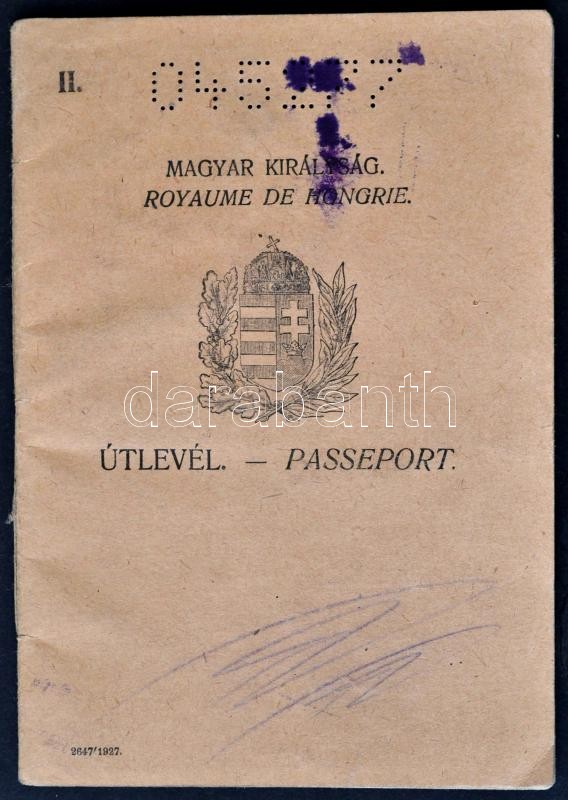 II.
MAGYAR KIRÁLYSÁG.
ROYAUME DE HONGRIE.
darabanth
ÚTLEVÉL. — PASSEPORT.
2647/1927.